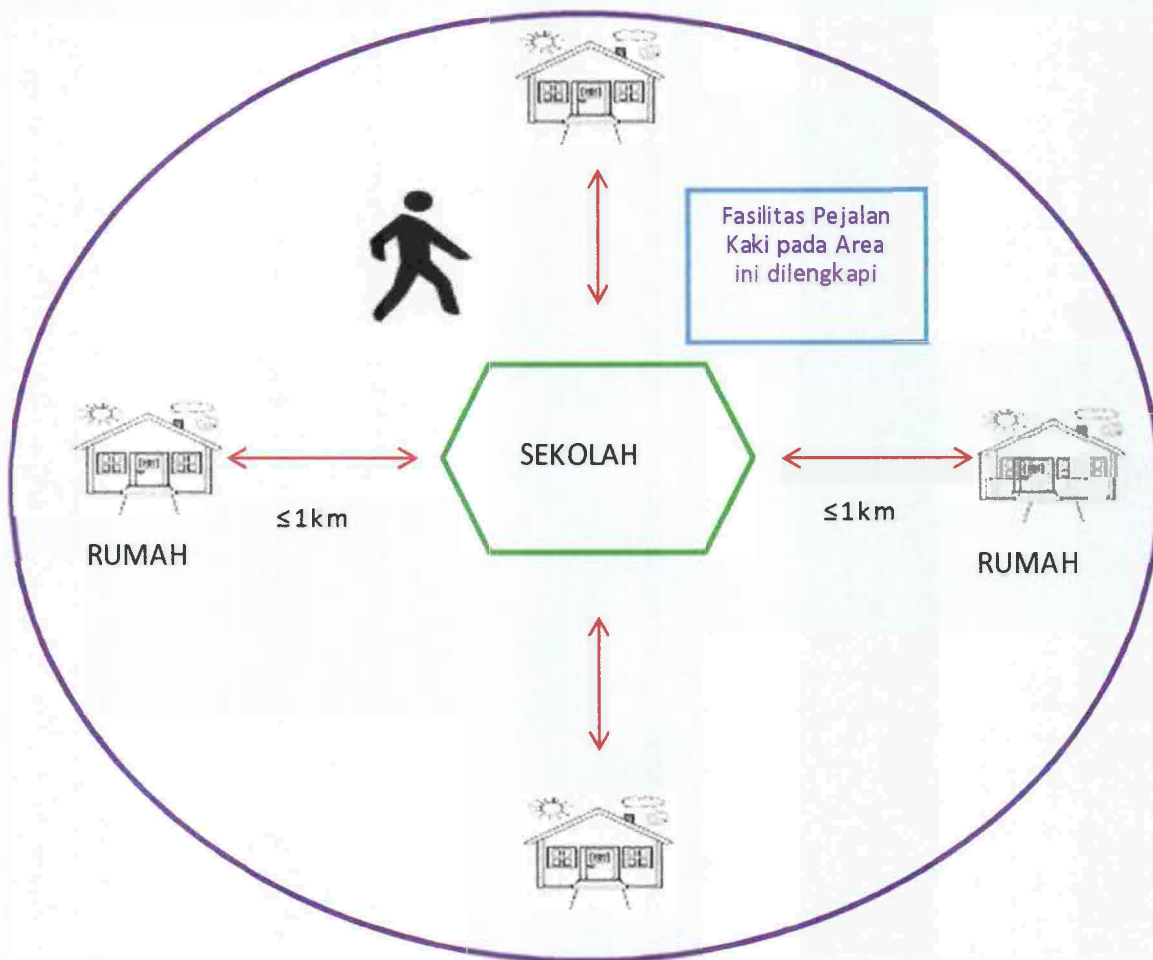 Fasilitas Pejalan
Kaki pada Area
ini dilengkapi
SEKOLAH
≤1km
≤1km
RUMAH
RUMAH